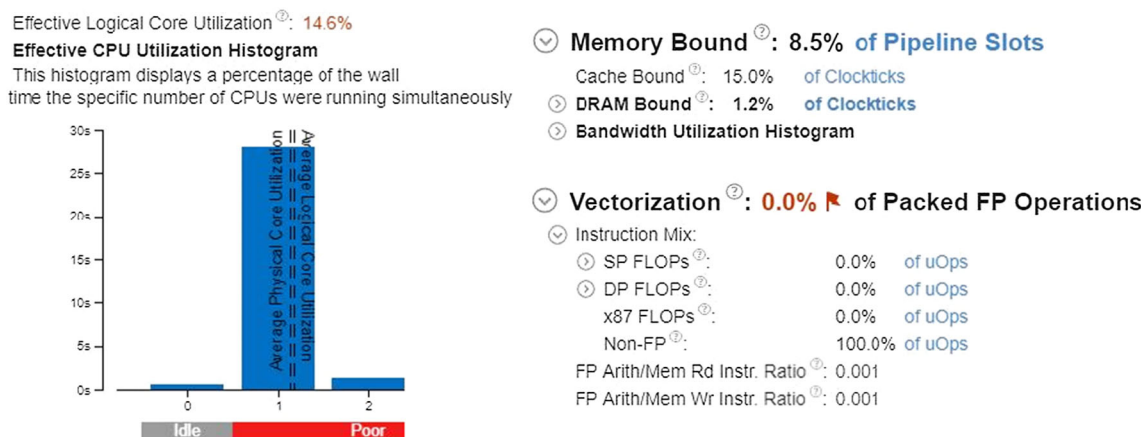 Effective Logical Core Utilization ?: 14.6%
Effective CPU Utilization Histogram
This histogram displays a percentage of the wall
time the specific number of CPUs were running simultaneously
30s
25s
20s
15s
10s
5s
0s
Average Physical Core Utilization
Average Logical Core Utilization
0
1
2
Idle
Poor
Memory Bound ?: 8.5% of Pipeline Slots
Cache Bound ?: 15.0% of Clockticks
DRAM Bound ?: 1.2% of Clockticks
Bandwidth Utilization Histogram
Vectorization ?: 0.0% of Packed FP Operations
Instruction Mix:
SP FLOPs ?: 0.0% of uOps
DP FLOPs ?: 0.0% of uOps
x87 FLOPs ?: 0.0% of uOps
Non-FP ?: 100.0% of uOps
FP Arith/Mem Rd Instr. Ratio ?: 0.001
FP Arith/Mem Wr Instr. Ratio ?: 0.001